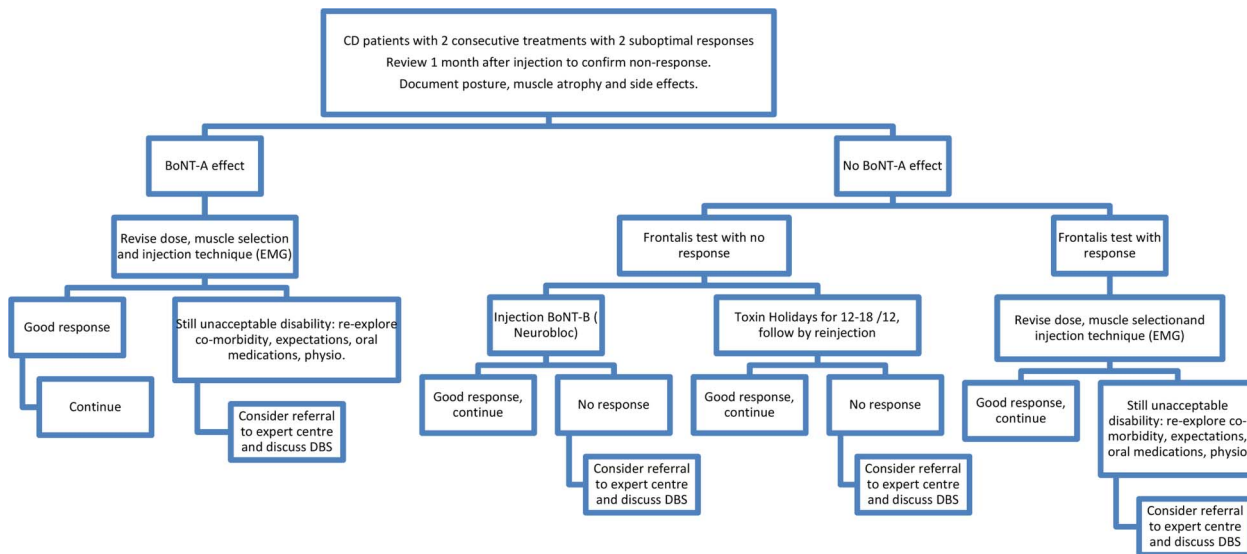 CD patients with 2 consecutive treatments with 2 suboptimal responses
Review 1 month after injection to confirm non-response.
Document posture, muscle atrophy and side effects.
BoNT-A effect
No BoNT-A effect
Revise dose, muscle selection
and injection technique (EMG)
Frontalis test with no
response
Frontalis test with
response
Good response
Still unacceptable disability: re-explore
co-morbidity, expectations, oral
medications, physio.
Injection BoNT-B (
Neurobloc)
Toxin Holidays for 12-18 /12,
follow by reinjection
Revise dose, muscle selectionand
injection technique (EMG)
Continue
Consider referral
to expert centre
and discuss DBS
Good response,
continue
No response
Good response,
continue
No response
Good response,
continue
Still unacceptable
disability: re-explore co-
morbidity, expectations,
oral medications, physio
Consider referral
to expert centre
and discuss DBS
Consider referral
to expert centre
and discuss DBS
Consider referral
to expert centre
and discuss DBS